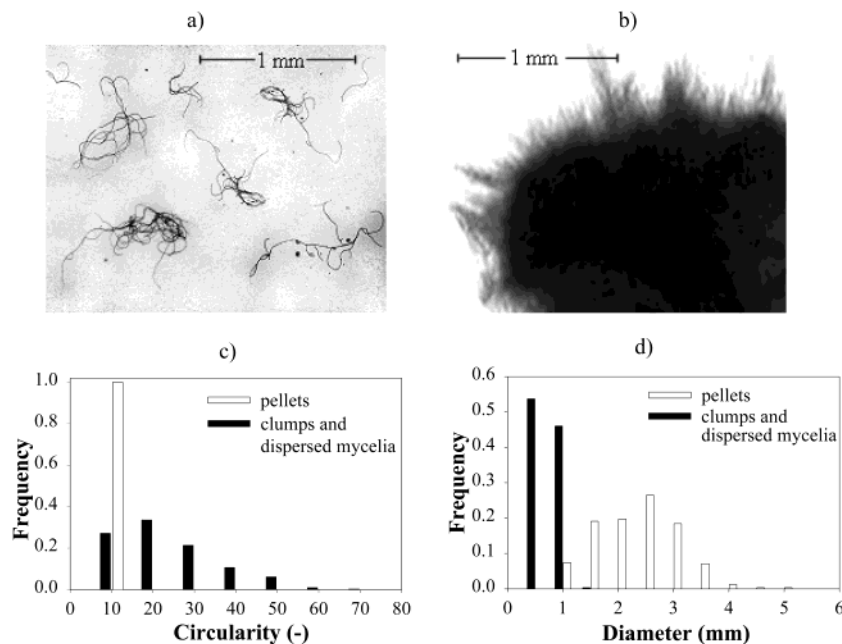 a)
b)
1 mm
1 mm
c)
d)
1.0
0.8
0.6
0.4
0.2
0.0
Frequency
pellets
clumps and
dispersed mycelia
0 10 20 30 40 50 60 70 80
Circularity (-)
0.6
0.5
0.4
0.3
0.2
0.1
0.0
Frequency
pellets
clumps and
dispersed mycelia
0 1 2 3 4 5 6
Diameter (mm)